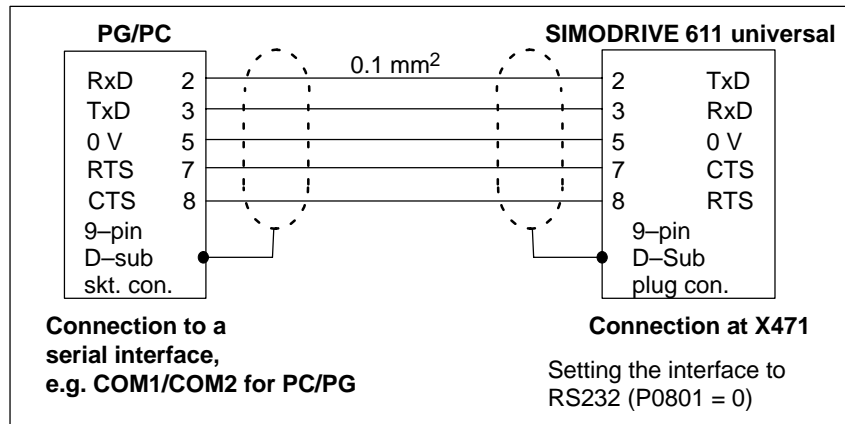 PG/PC
SIMODRIVE 611 universal
0.1 mm²
RxD 2
TxD 3
0 V 5
RTS 7
CTS 8
9–pin
D–sub
skt. con.
2 TxD
3 RxD
5 0 V
7 CTS
8 RTS
9–pin
D–Sub
plug con.
Connection to a
serial interface,
e.g. COM1/COM2 for PC/PG
Connection at X471
Setting the interface to
RS232 (P0801 = 0)